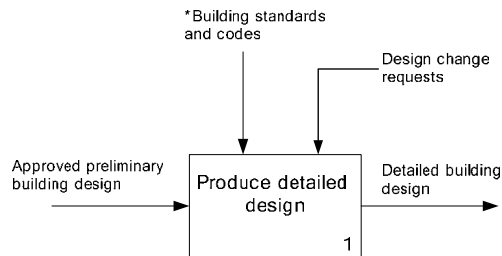 *Building standards
and codes
Design change
requests
Approved preliminary
building design
Produce detailed
design
1
Detailed building
design